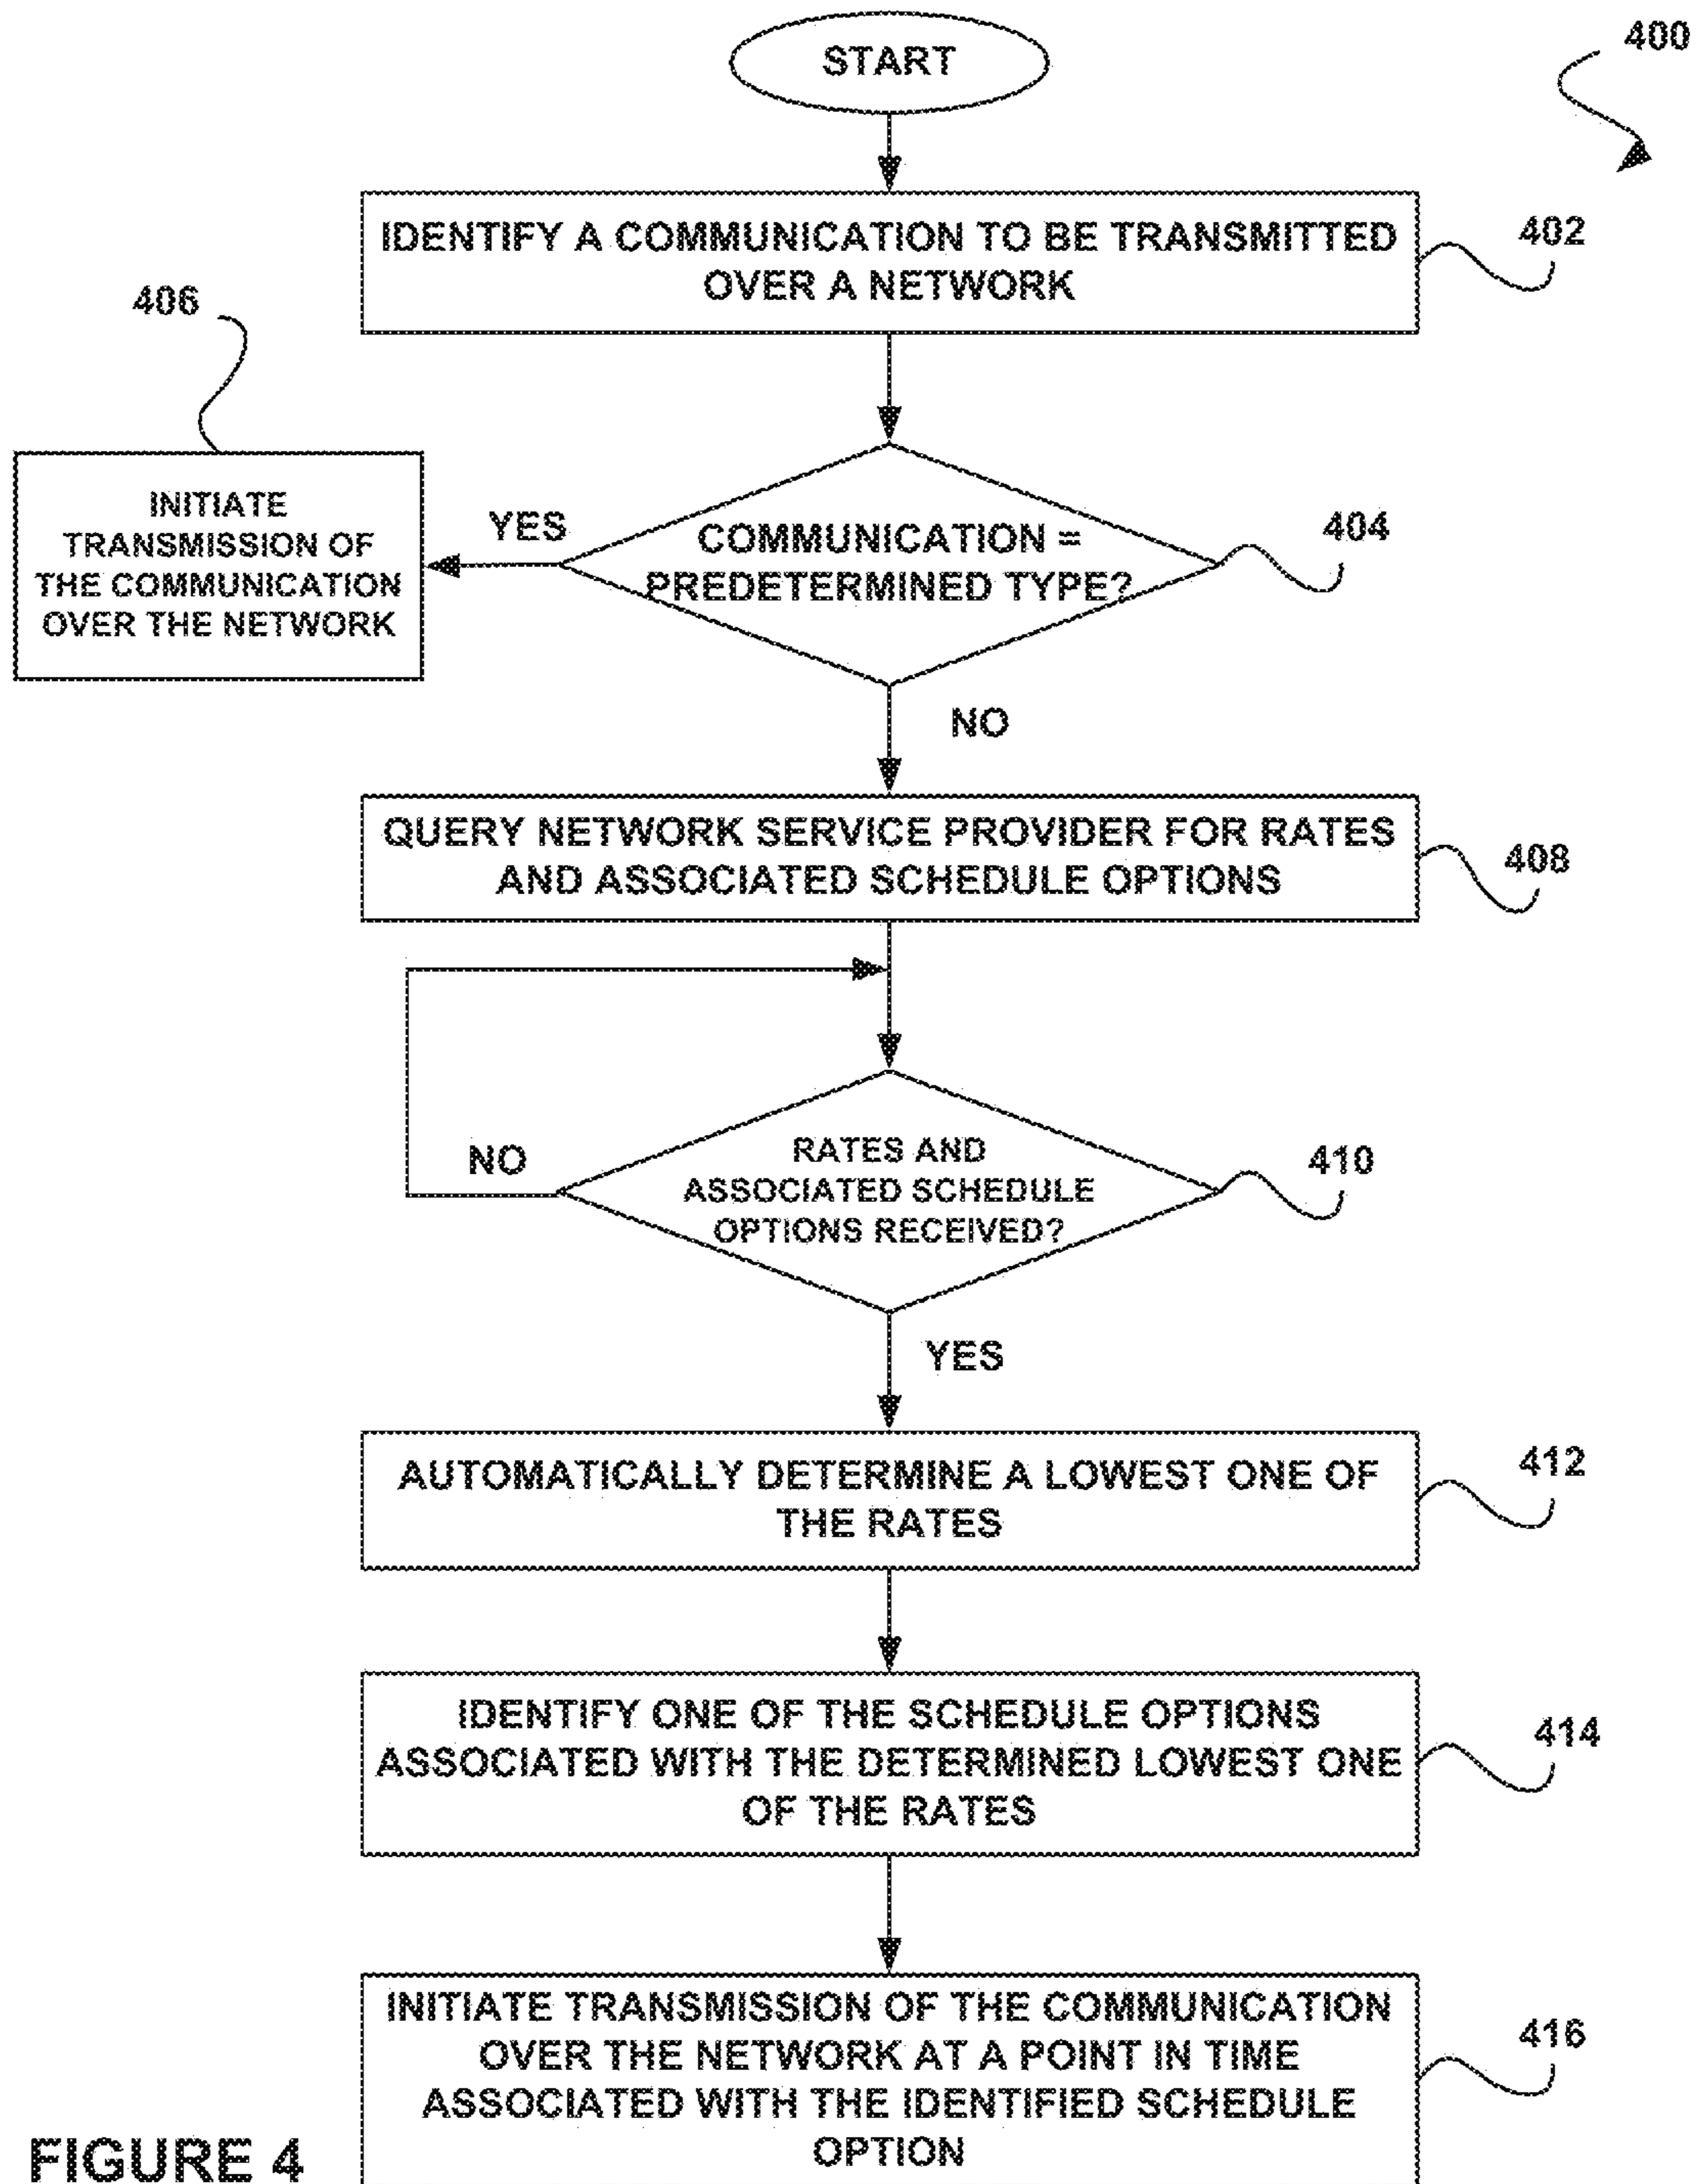 START
400
IDENTIFY A COMMUNICATION TO BE TRANSMITTED
OVER A NETWORK
402
406
INITIATE
TRANSMISSION OF
THE COMMUNICATION
OVER THE NETWORK
YES
COMMUNICATION =
PREDETERMINED TYPE?
404
NO
QUERY NETWORK SERVICE PROVIDER FOR RATES
AND ASSOCIATED SCHEDULE OPTIONS
408
NO
RATES AND
ASSOCIATED SCHEDULE
OPTIONS RECEIVED?
410
YES
AUTOMATICALLY DETERMINE A LOWEST ONE OF
THE RATES
412
IDENTIFY ONE OF THE SCHEDULE OPTIONS
ASSOCIATED WITH THE DETERMINED LOWEST ONE
OF THE RATES
414
INITIATE TRANSMISSION OF THE COMMUNICATION
OVER THE NETWORK AT A POINT IN TIME
ASSOCIATED WITH THE IDENTIFIED SCHEDULE
OPTION
416
FIGURE 4